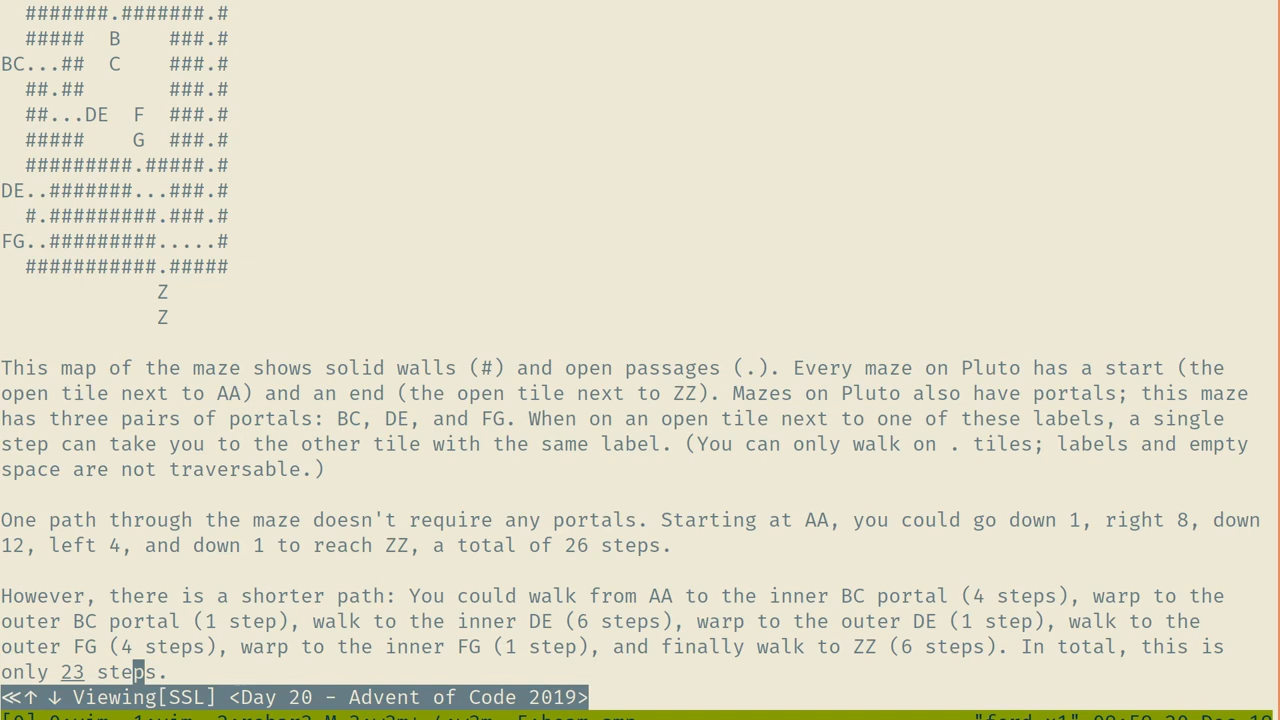 #######.#######.#
  #####  B    ###.#
BC...##  C    ###.#
  ##.##       ###.#
  ##...DE  F  ###.#
  #####    G  ###.#
  #########.#####.#
DE..#######...###.#
  #.#########.###.#
FG..#########.....#
  ###########.#####
             Z
             Z
This map of the maze shows solid walls (#) and open passages (.). Every maze on Pluto has a start (the
open tile next to AA) and an end (the open tile next to ZZ). Mazes on Pluto also have portals; this maze
has three pairs of portals: BC, DE, and FG. When on an open tile next to one of these labels, a single
step can take you to the other tile with the same label. (You can only walk on . tiles; labels and empty
space are not traversable.)
One path through the maze doesn't require any portals. Starting at AA, you could go down 1, right 8, down
12, left 4, and down 1 to reach ZZ, a total of 26 steps.
However, there is a shorter path: You could walk from AA to the inner BC portal (4 steps), warp to the
outer BC portal (1 step), walk to the inner DE (6 steps), warp to the outer DE (1 step), walk to the
outer FG (4 steps), warp to the inner FG (1 step), and finally walk to ZZ (6 steps). In total, this is
only 23 steps.
≪↑ ↓ Viewing[SSL] <Day 20 - Advent of Code 2019>